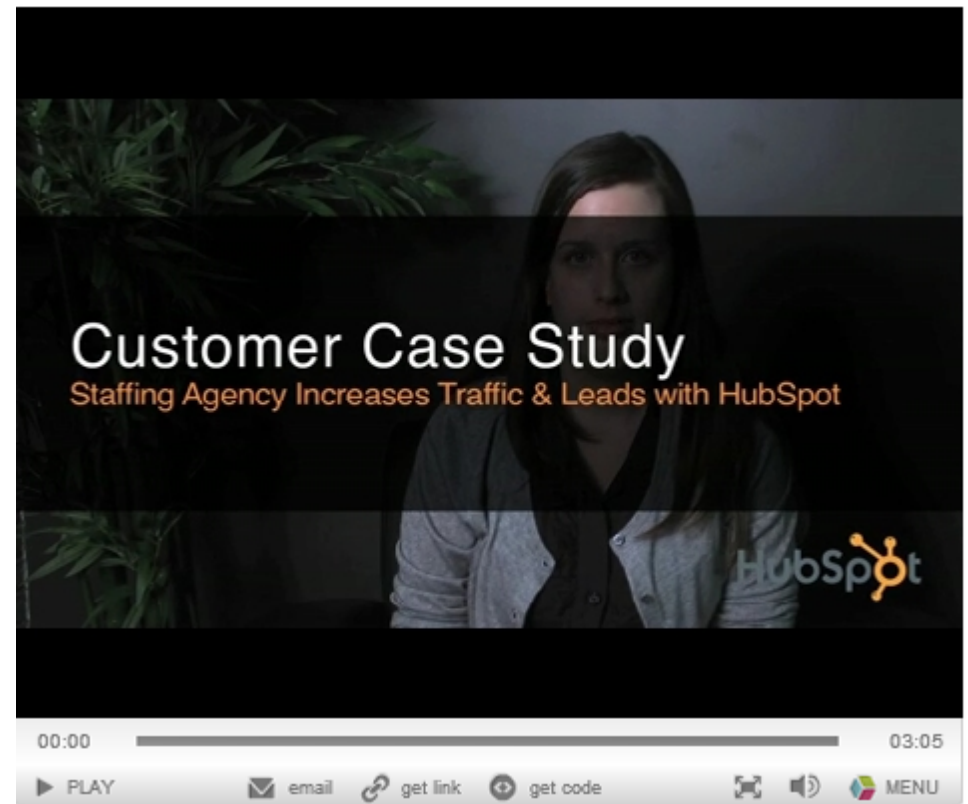 Customer Case Study
Staffing Agency Increases Traffic & Leads with HubSpot
HubSpot
00:00 03:05
PLAY email get link get code MENU